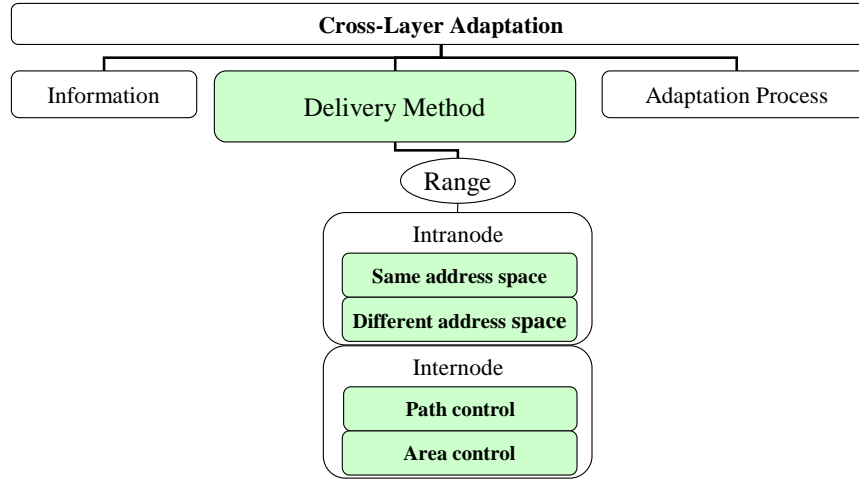 Cross-Layer Adaptation
Information
Delivery Method
Adaptation Process
Range
Intranode
Same address space
Different address space
Internode
Path control
Area control